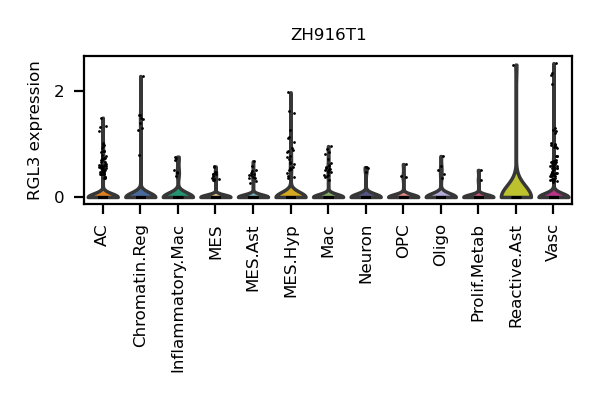 ZH916T1
RGL3 expression
2
0
AC
Chromatin.Reg
Inflammatory.Mac
MES
MES.Ast
MES.Hyp
Mac
Neuron
OPC
Oligo
Prolif.Metab
Reactive.Ast
Vasc